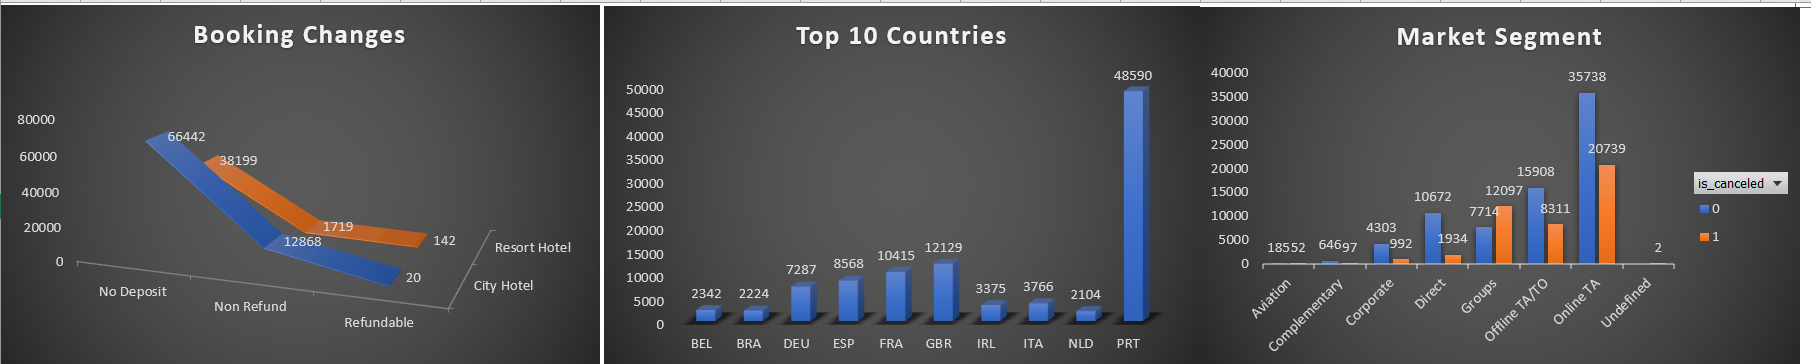 Booking Changes
80000
60000
40000
20000
0
66442
38199
12868
1719
20
142
No Deposit
Non Refund
Refundable
Resort Hotel
City Hotel
Top 10 Countries
50000
45000
40000
35000
30000
25000
20000
15000
10000
5000
0
2342
2224
7287
8568
10415
12129
3375
3766
2104
48590
BEL
BRA
DEU
ESP
FRA
GBR
IRL
ITA
NLD
PRT
Market Segment
40000
35000
30000
25000
20000
15000
10000
5000
0
185
52
646
97
4303
992
10672
1934
7714
12097
15908
8311
35738
20739
2
Aviation
Complementary
Corporate
Direct
Groups
Offline TA/TO
Online TA
Undefined
is_canceled
0
1